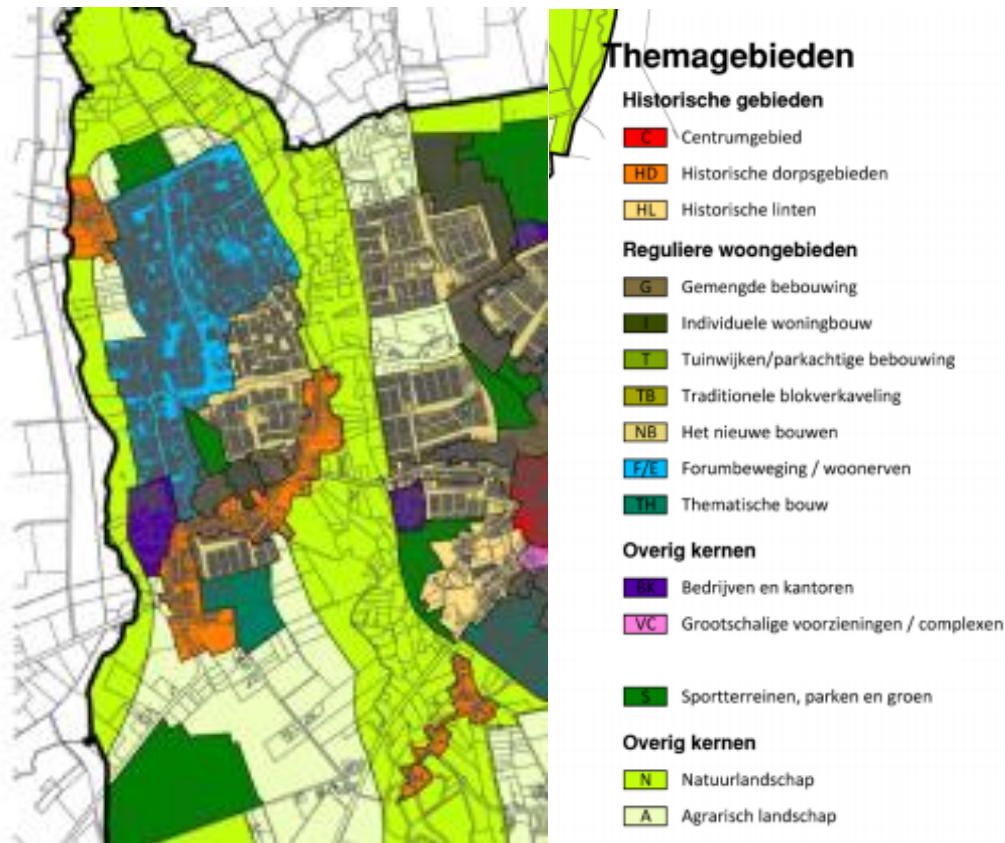 Themagebieden
Historische gebieden
C Centrumgebied
HD Historische dorpsgebieden
HL Historische linten
Reguliere woongebieden
G Gemengde bebouwing
I Individuele woningbouw
T Tuinwijken/parkachtige bebouwing
TB Traditionele blokverkaveling
NB Het nieuwe bouwen
F/E Forumbeweging / woonerven
TH Thematische bouw
Overig kernen
BK Bedrijven en kantoren
VC Grootschalige voorzieningen / complexen
S Sportterreinen, parken en groen
Overig kernen
N Natuurlandschap
A Agrarisch landschap